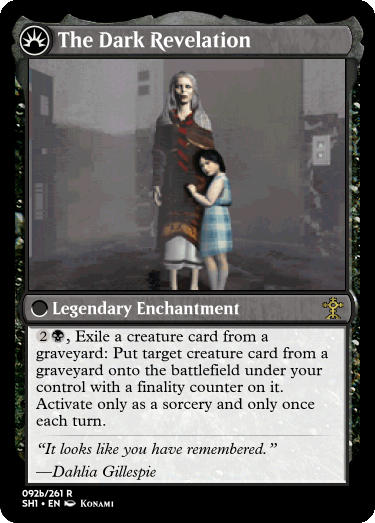 The Dark Revelation
Legendary Enchantment
2, Exile a creature card from a
graveyard: Put target creature card from a
graveyard onto the battlefield under your
control with a finality counter on it.
Activate only as a sorcery and only once
each turn.
“It looks like you have remembered.”
—Dahlia Gillespie
092b/261 R
SH1 • EN Konami